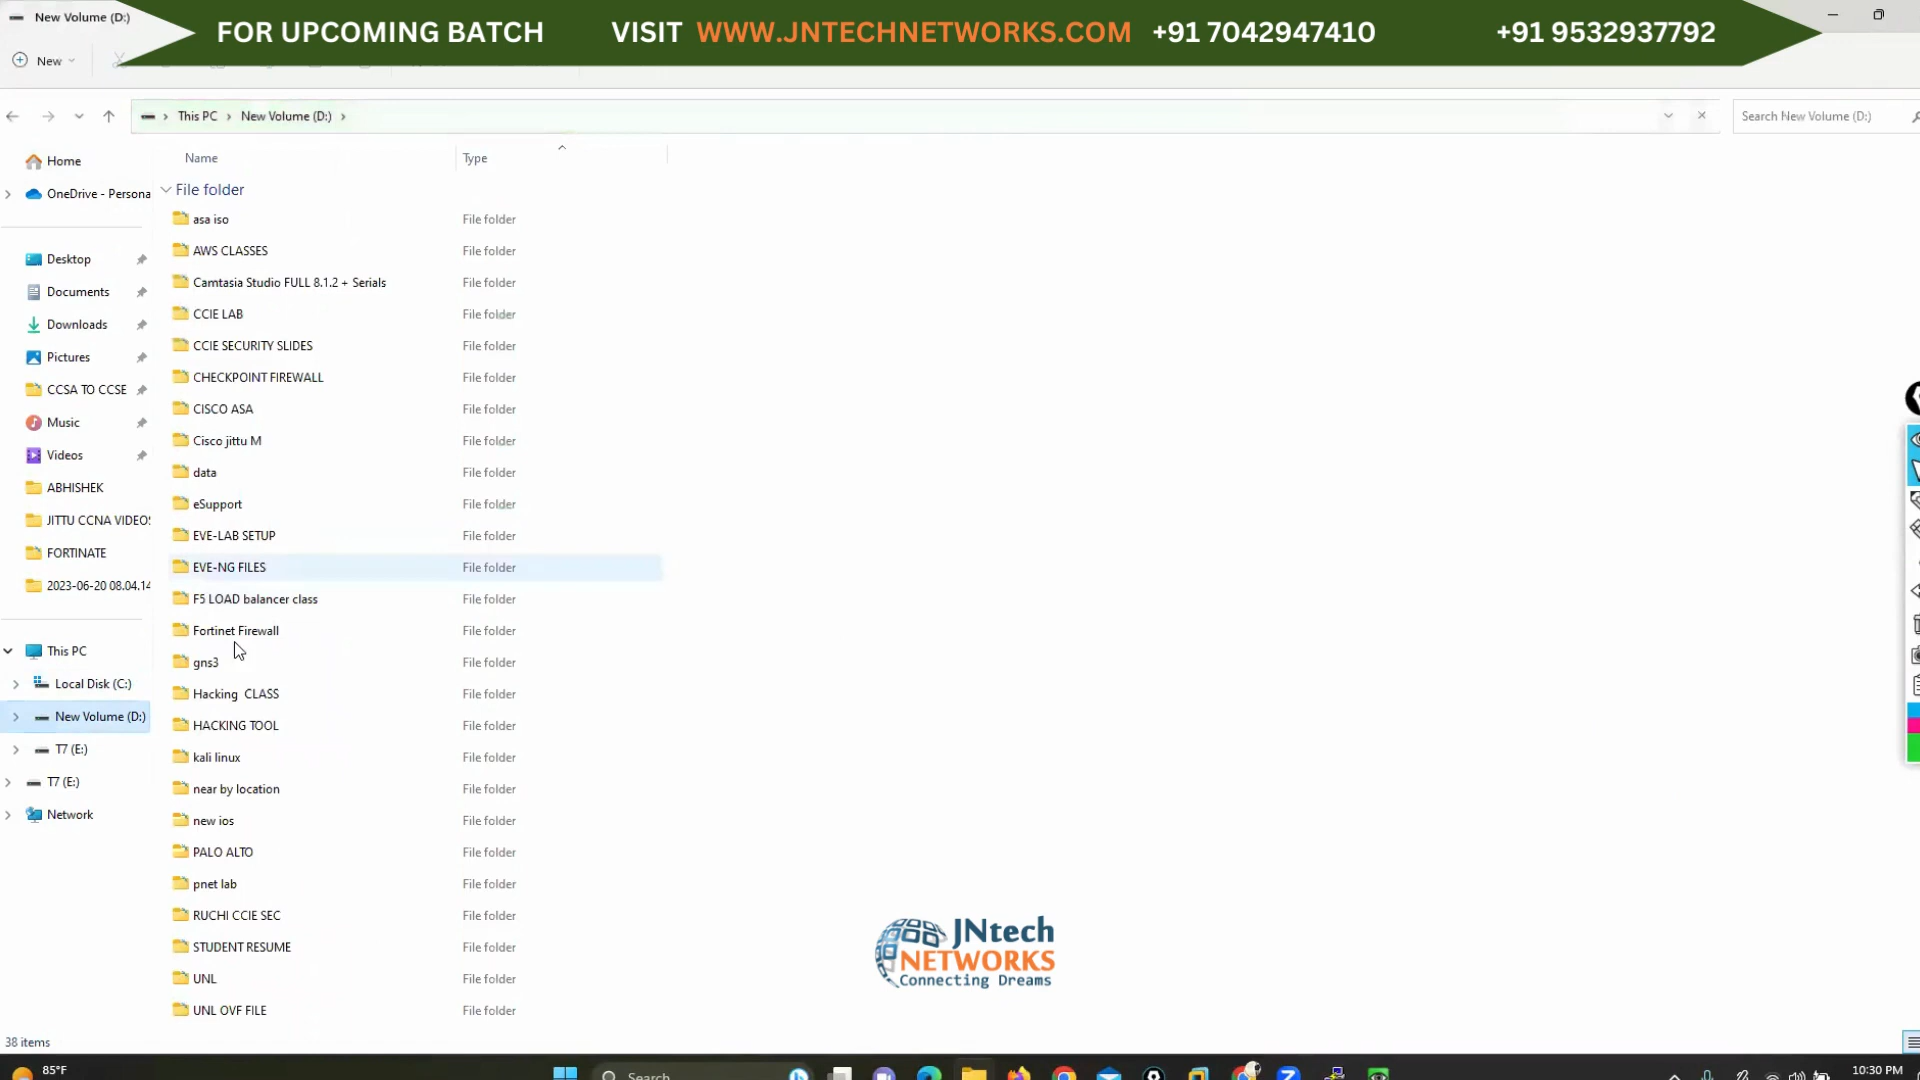 New Volume (D:)
FOR UPCOMING BATCH VISIT WWW.JNTECHNETWORKS.COM +91 7042947410 +91 9532937792
New
This PC New Volume (D:)
Search New Volume (D:)
Name Type
Home
OneDrive - Persona
Desktop
Documents
Downloads
Pictures
CCSA TO CCSE
Music
Videos
ABHISHEK
JITTU CCNA VIDEOS
FORTINATE
2023-06-20 08.04.14
This PC
Local Disk (C:)
New Volume (D:)
T7 (E:)
T7 (E:)
Network
File folder
asa iso File folder
AWS CLASSES File folder
Camtasia Studio FULL 8.1.2 + Serials File folder
CCIE LAB File folder
CCIE SECURITY SLIDES File folder
CHECKPOINT FIREWALL File folder
CISCO ASA File folder
Cisco jittu M File folder
data File folder
eSupport File folder
EVE-LAB SETUP File folder
EVE-NG FILES File folder
F5 LOAD balancer class File folder
Fortinet Firewall File folder
gns3 File folder
Hacking CLASS File folder
HACKING TOOL File folder
kali linux File folder
near by location File folder
new ios File folder
PALO ALTO File folder
pnet lab File folder
RUCHI CCIE SEC File folder
STUDENT RESUME File folder
UNL File folder
UNL OVF FILE File folder
JNtech
NETWORKS
Connecting Dreams
38 items
85°F
Search
10:30 PM